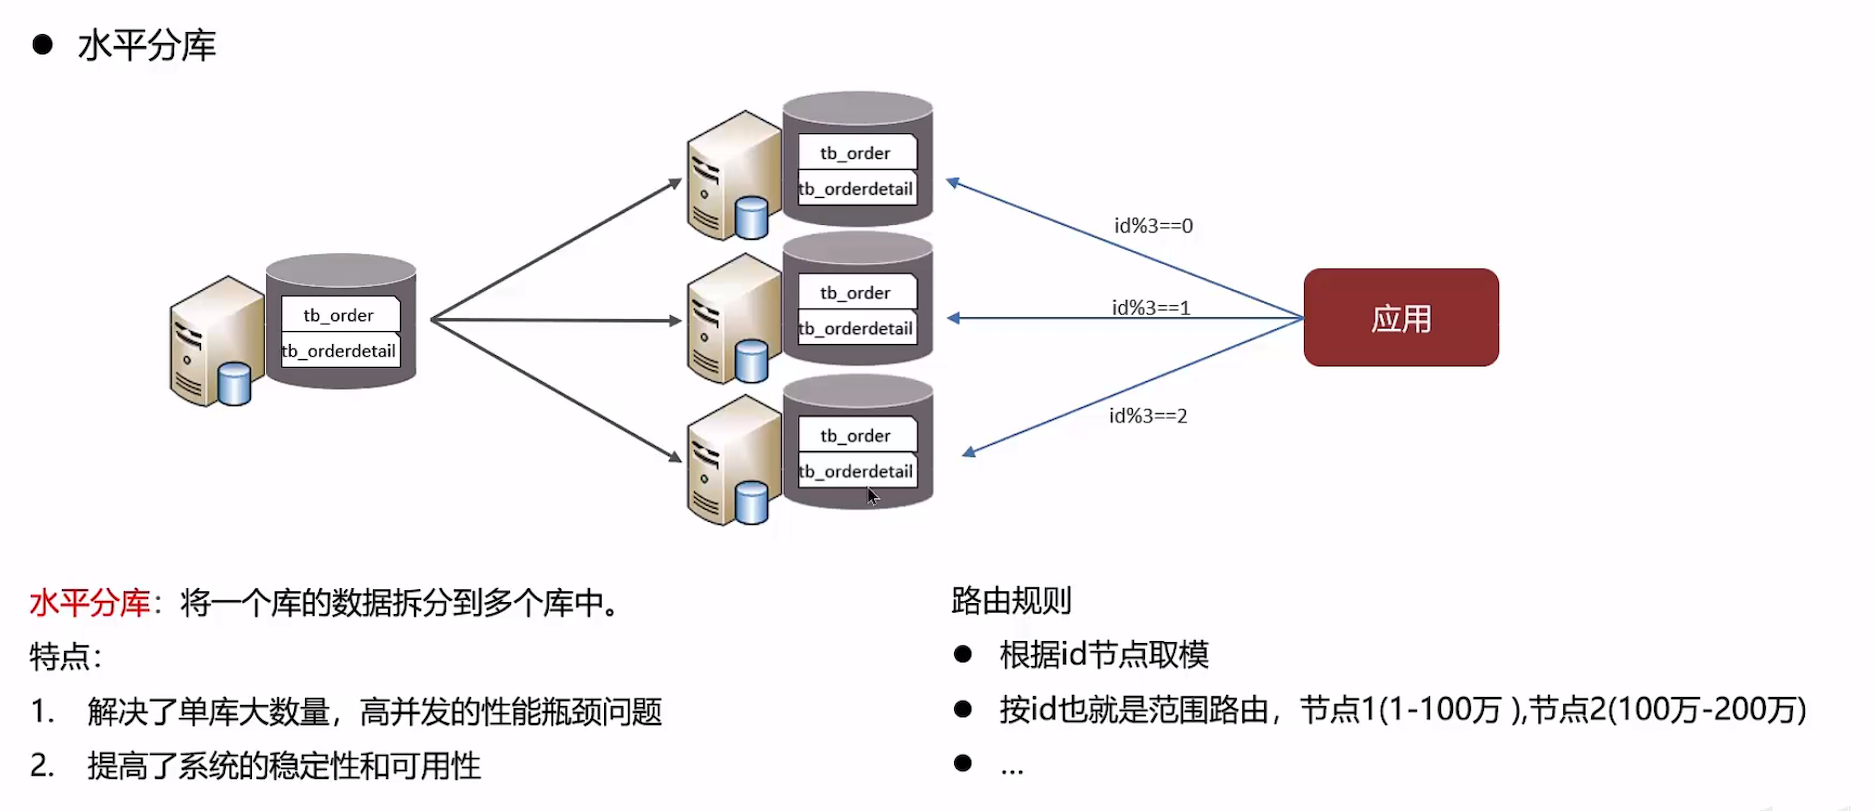 ● 水平分库
tb_order
tb_orderdetail
tb_order
tb_orderdetail
tb_order
tb_orderdetail
tb_order
tb_orderdetail
id%3==0
id%3==1
id%3==2
应用
水平分库：将一个库的数据拆分到多个库中。
特点：
1. 解决了单库大数量，高并发的性能瓶颈问题
2. 提高了系统的稳定性和可用性
路由规则
● 根据id节点取模
● 按id也就是范围路由，节点1(1-100万 ),节点2(100万-200万)
● ...